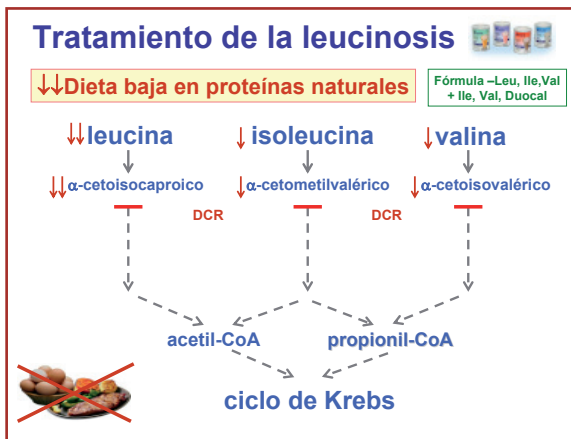 Tratamiento de la leucinosis
↓↓Dieta baja en proteínas naturales
Fórmula –Leu, Ile,Val
+ Ile, Val, Duocal
↓↓leucina
↓isoleucina
↓valina
↓↓α-cetoisocaproico
↓α-cetometilvalérico
↓α-cetoisovalérico
DCR
DCR
acetil-CoA
propionil-CoA
ciclo de Krebs